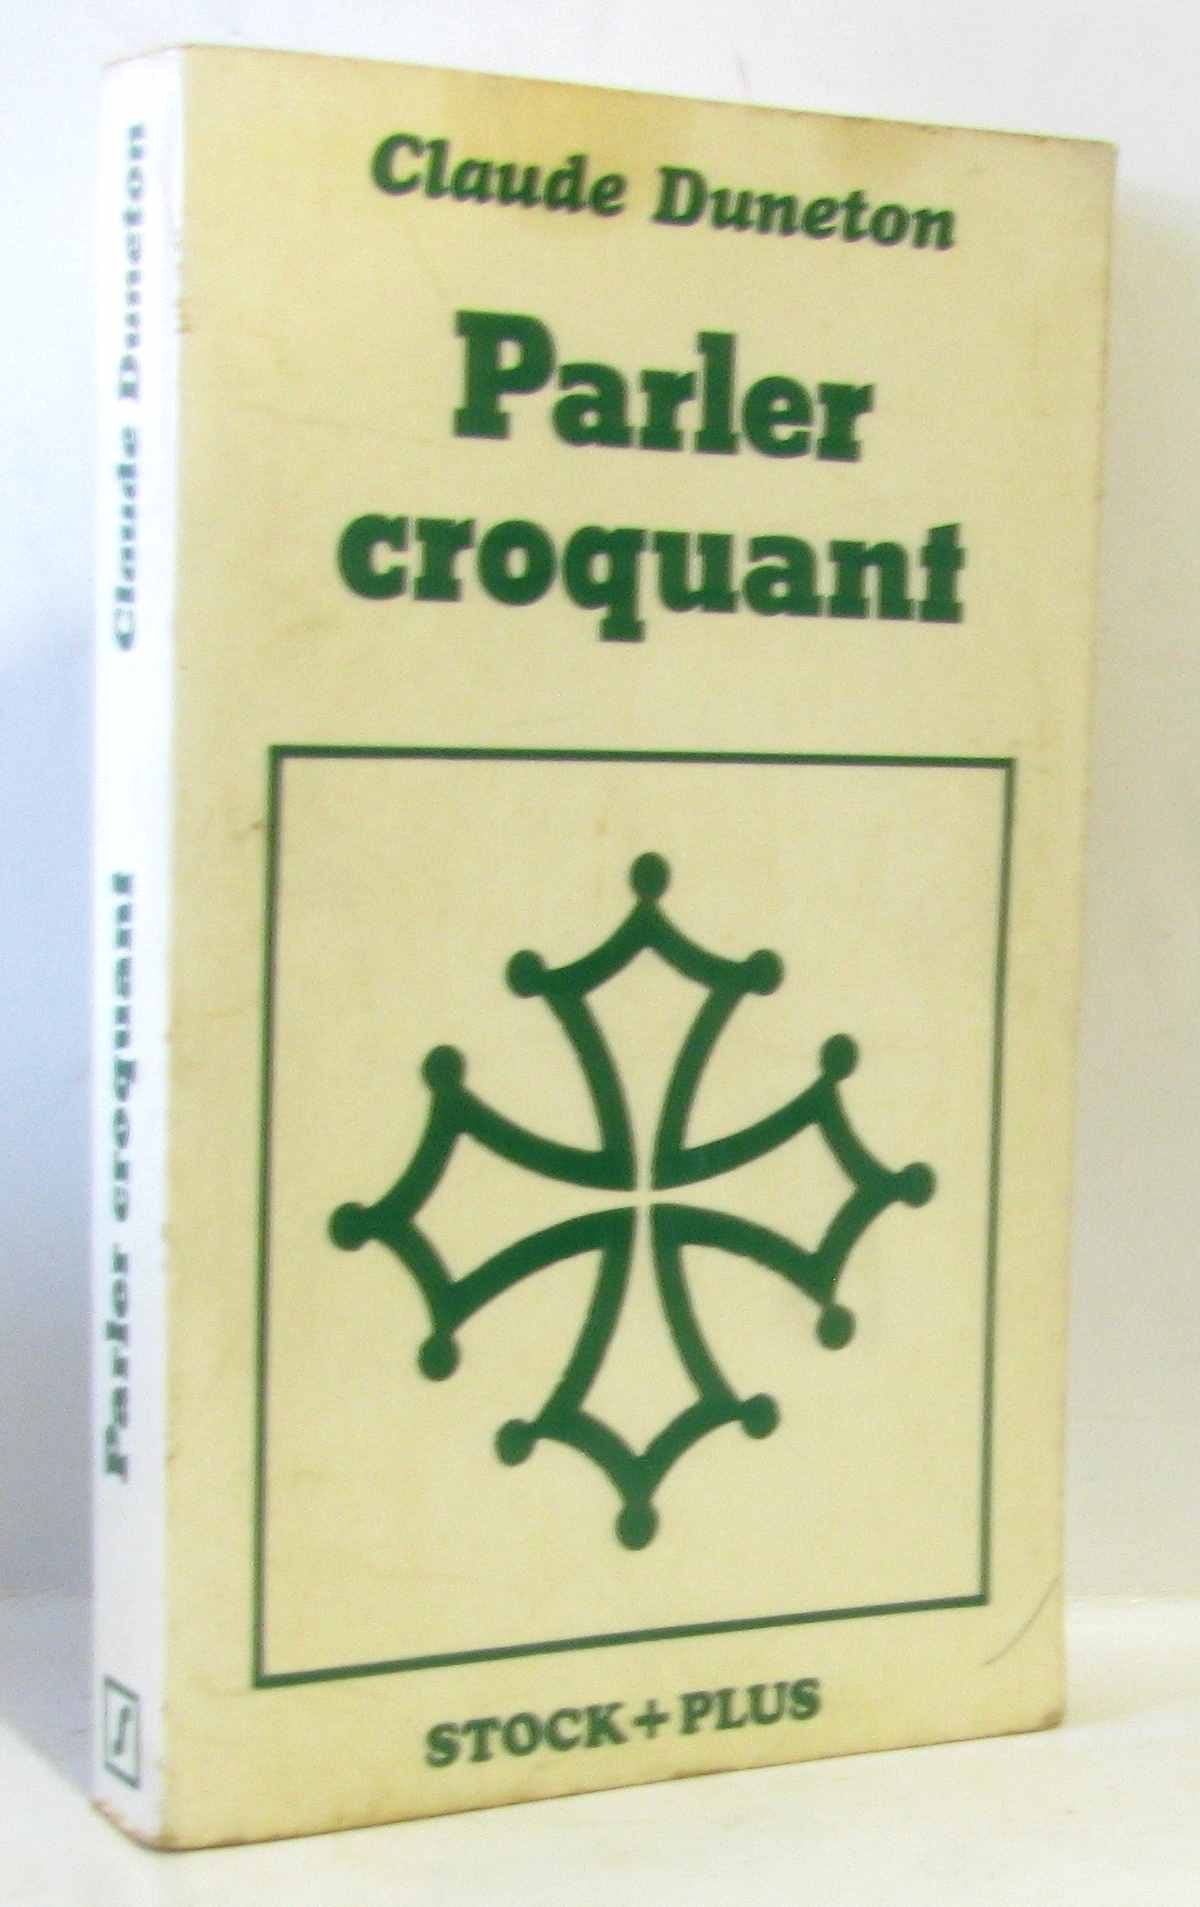 Claude Duneton
Parler
croquant
STOCK+PLUS
Parler croquant Claude Duneton